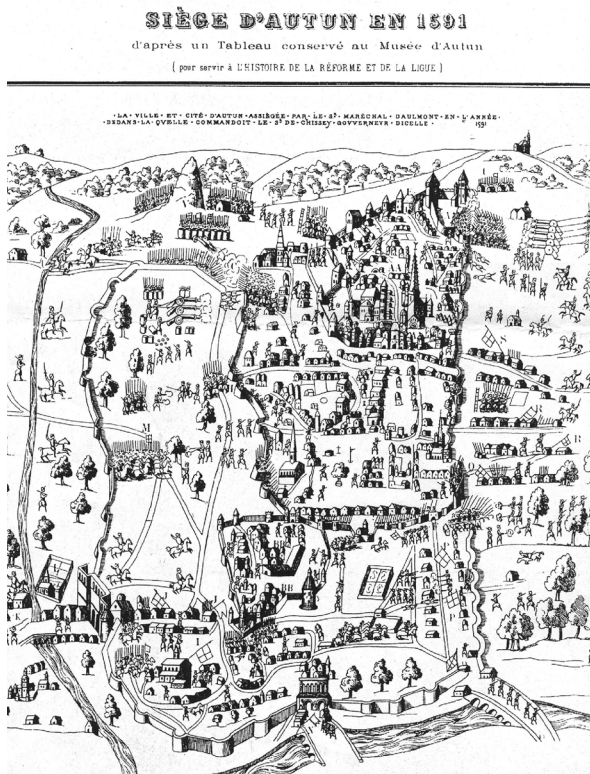 SIÈGE D'AUTUN EN 1591
d'après un Tableau conservé au Musée d'Autun
( pour servir à L'HISTOIRE DE LA RÉFORME ET DE LA LIGUE )
·LA VILLE · ET · CITÉ · D'AUTUN · ASSIÉGÉE · PAR · LE · Sʳ · MARÉCHAL · DAULMONT · EN · L'ANNÉE·
·DEDANS · LA · QVELLE · COMMANDOIT · LE · Sʳ DE · CHISSEY · GOVVERNEVR · DICELLE · 1591
S
R
R
M
BB
J
K
P